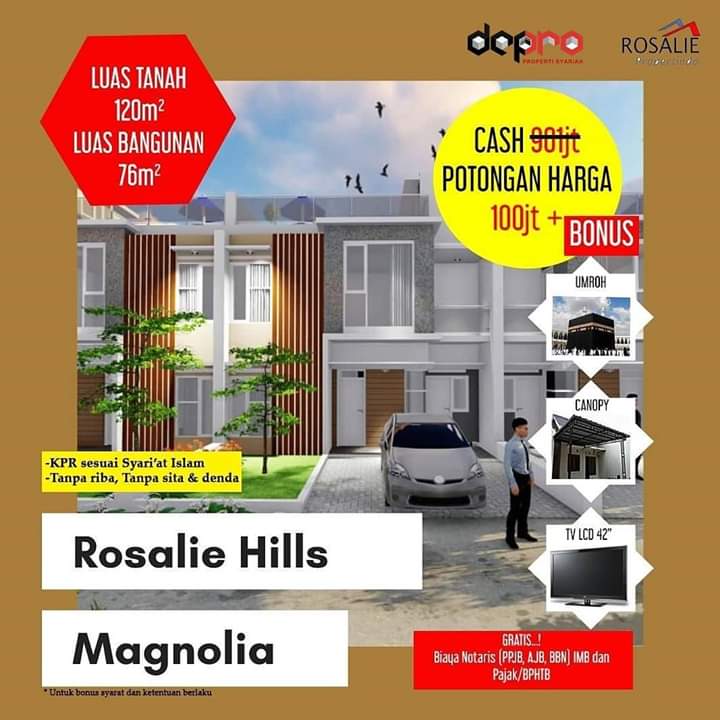 depro
PROPERTI SYARIAH
ROSALIE
LUAS TANAH
120m²
LUAS BANGUNAN
76m²
CASH 901jt
POTONGAN HARGA
100jt +
BONUS
UMROH
CANOPY
TV LCD 42"
-KPR sesuai Syari'at Islam
-Tanpa riba, Tanpa sita & denda
Rosalie Hills
Magnolia
GRATIS...!
Biaya Notaris (PPJB, AJB, BBN) IMB dan
Pajak/BPHTB
* Untuk bonus syarat dan ketentuan berlaku